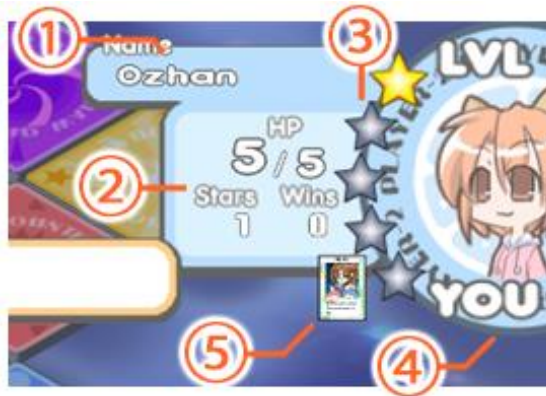 ① Name
Ozhan
③
LVL
HP
5 / 5
② Stars Wins
1 0
YOU
⑤
④